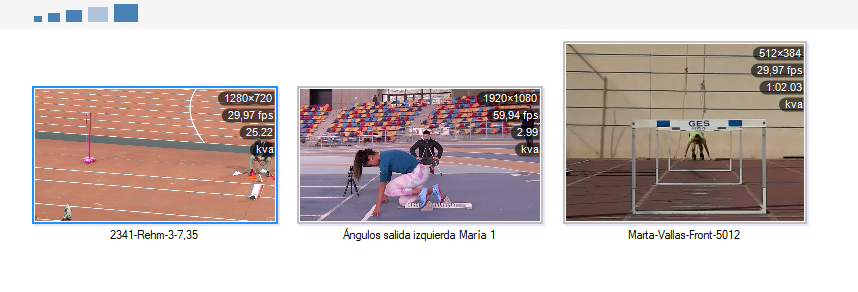 1280×720
29,97 fps
25.22
kva
2341-Rehm-3-7,35
1920×1080
59,94 fps
2.99
kva
Ángulos salida izquierda María 1
512×384
29,97 fps
1:02.03
kva
GES
Marta-Vallas-Front-5012